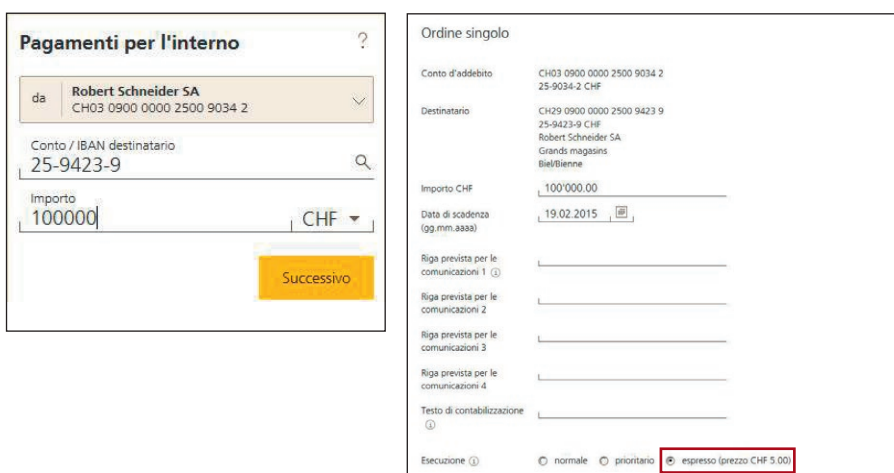 Pagamenti per l'interno ?
da Robert Schneider SA
CH03 0900 0000 2500 9034 2
Conto / IBAN destinatario
25-9423-9
Importo
100000 CHF
Successivo
Ordine singolo
Conto d'addebito CH03 0900 0000 2500 9034 2
25-9034-2 CHF
Destinatario CH29 0900 0000 2500 9423 9
25-9423-9 CHF
Robert Schneider SA
Grands magasins
Biel/Bienne
Importo CHF 100'000.00
Data di scadenza 19.02.2015
(gg.mm.aaaa)
Riga prevista per le
comunicazioni 1
Riga prevista per le
comunicazioni 2
Riga prevista per le
comunicazioni 3
Riga prevista per le
comunicazioni 4
Testo di contabilizzazione
Esecuzione normale prioritario espresso (prezzo CHF 5.00)